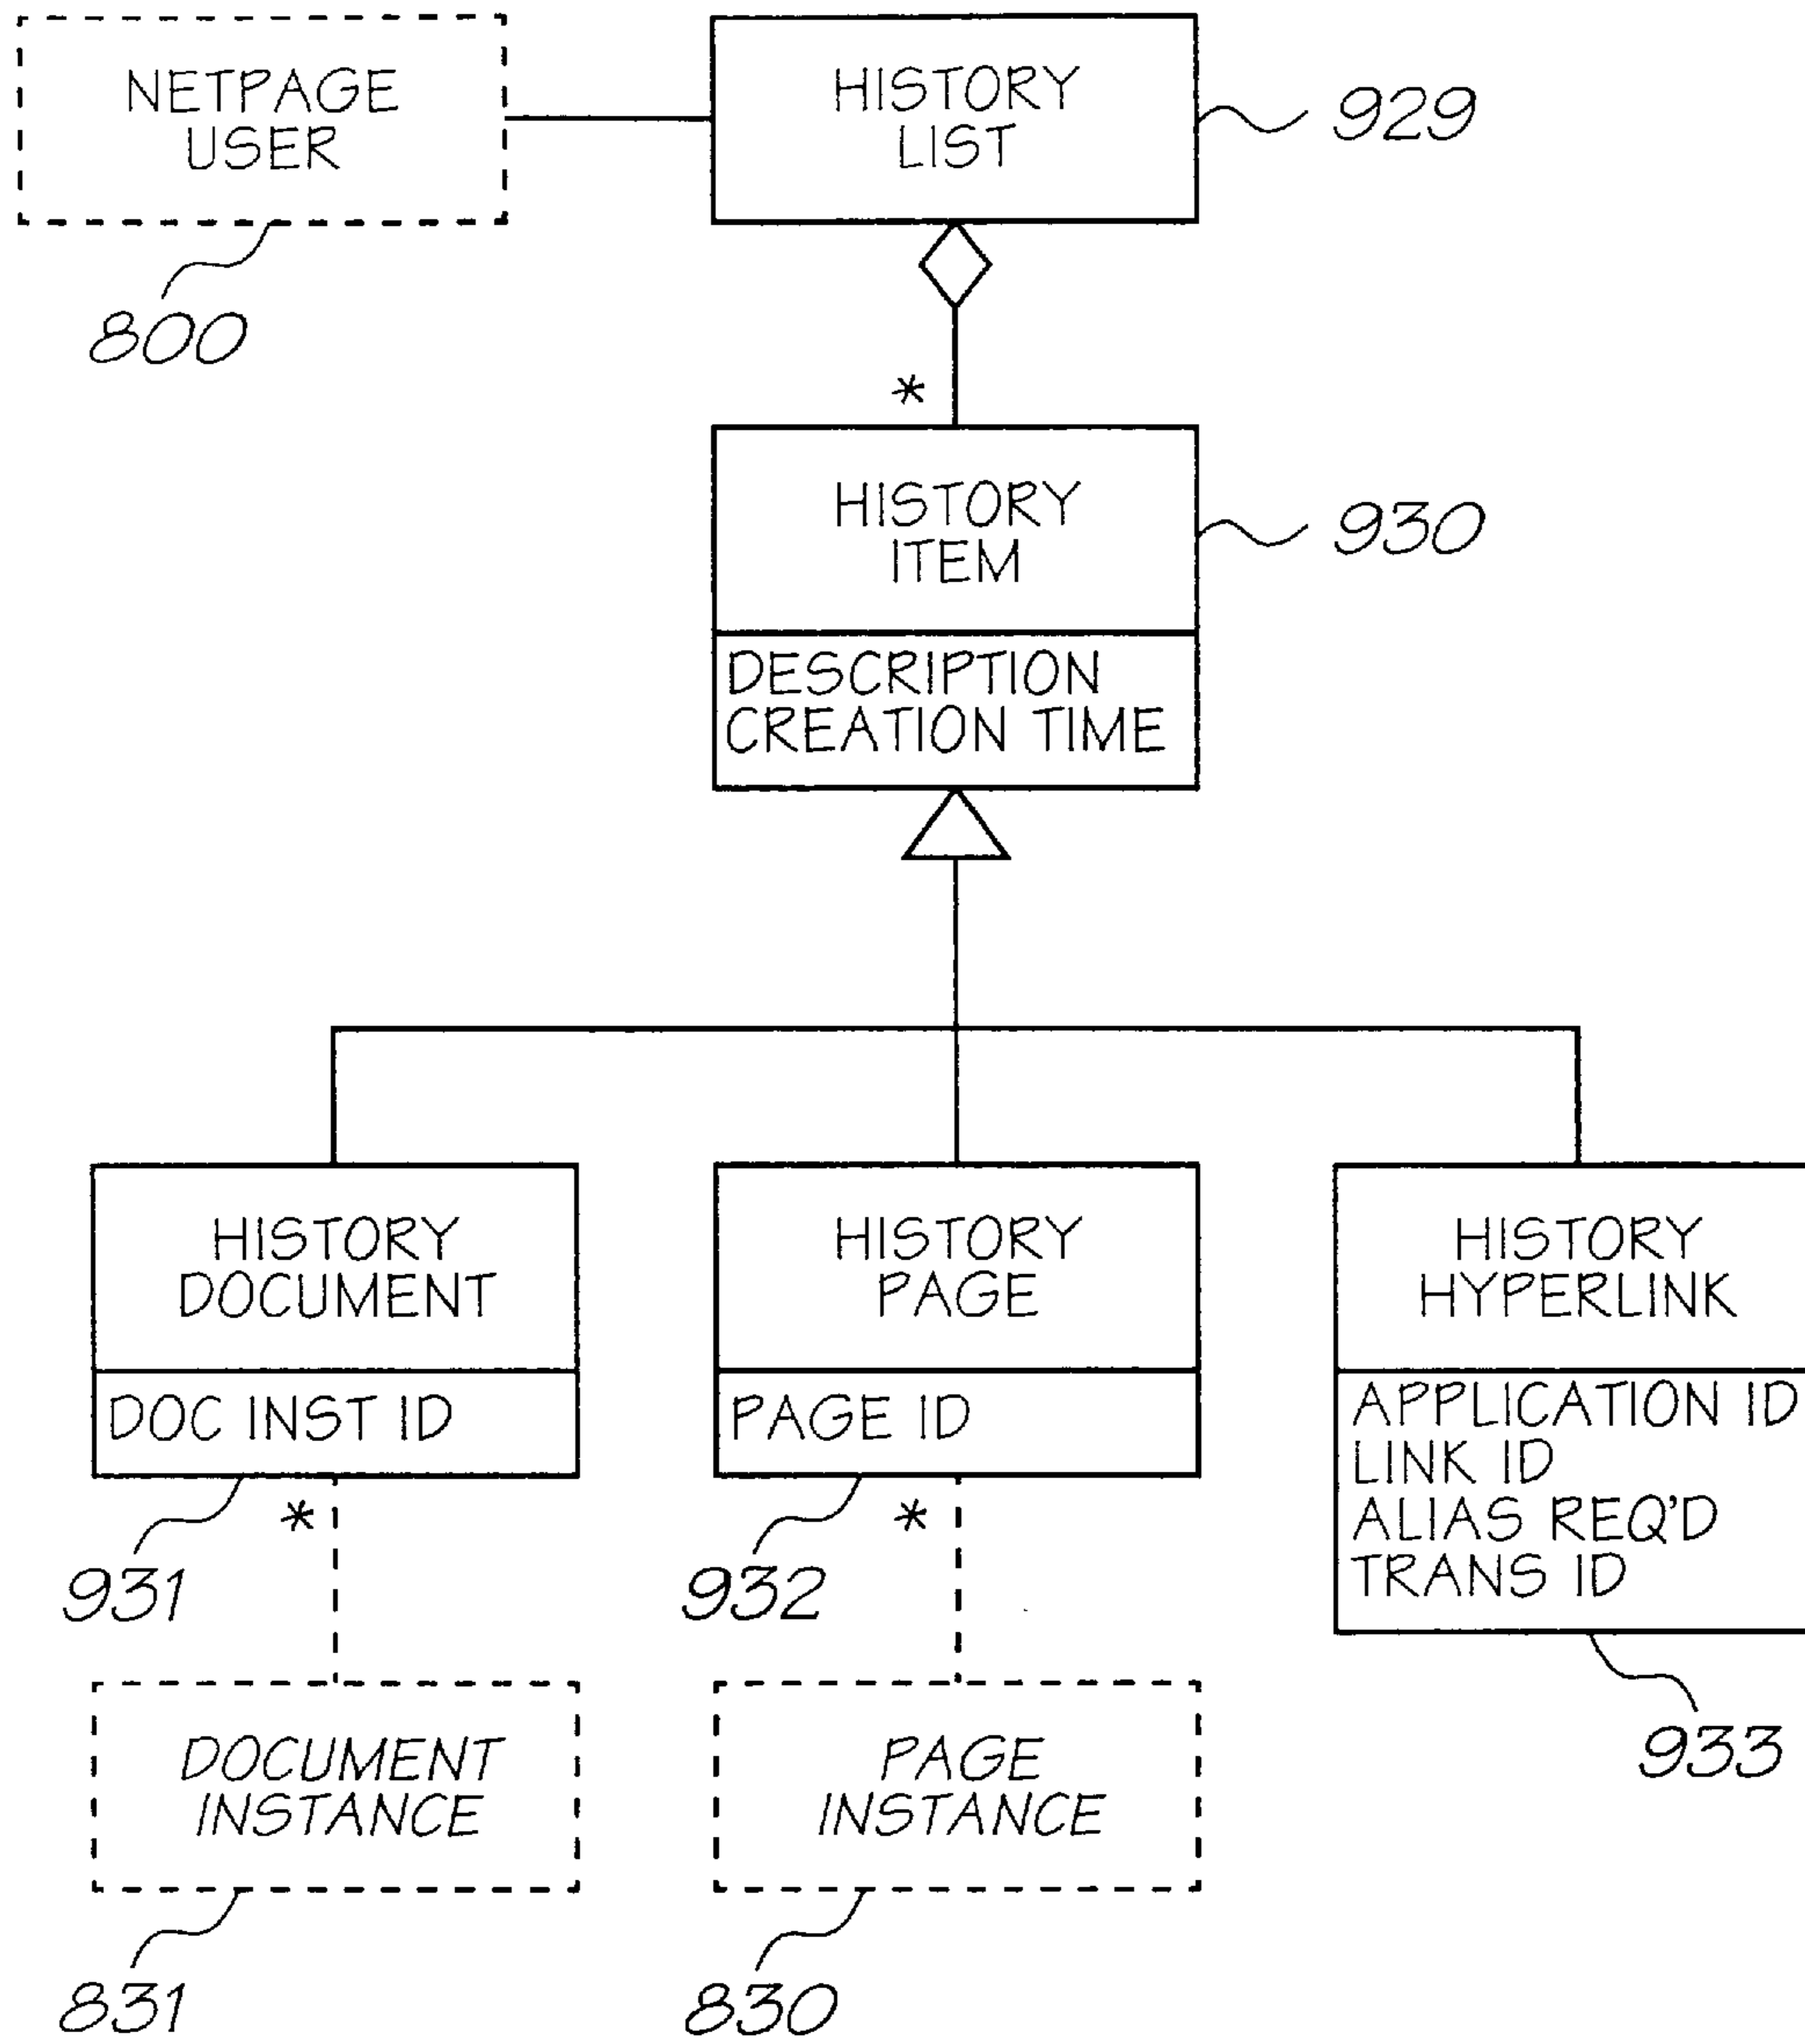 NETPAGE
USER
800
HISTORY
LIST
929
*
HISTORY
ITEM
930
DESCRIPTION
CREATION TIME
HISTORY
DOCUMENT
DOC INST ID
931
*
HISTORY
PAGE
PAGE ID
932
*
HISTORY
HYPERLINK
APPLICATION ID
LINK ID
ALIAS REQ'D
TRANS ID
933
DOCUMENT
INSTANCE
831
PAGE
INSTANCE
830